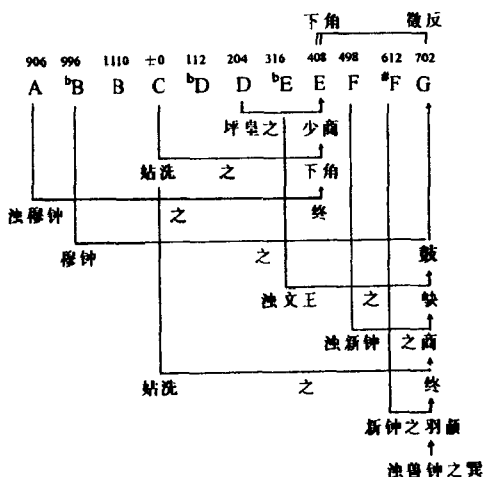 下角 徵反
906 996 1110 ±0 112 204 316 408 498 612 702
A ᵇB B C ᵇD D ᵇE E F #F G
坪皇之 少商
姑洗 之 下角
浊穆钟 之 终
穆钟 之 鼓
浊文王 之 缺
浊新钟 之商
姑洗 之 终
新钟之羽顑
浊兽钟之巽